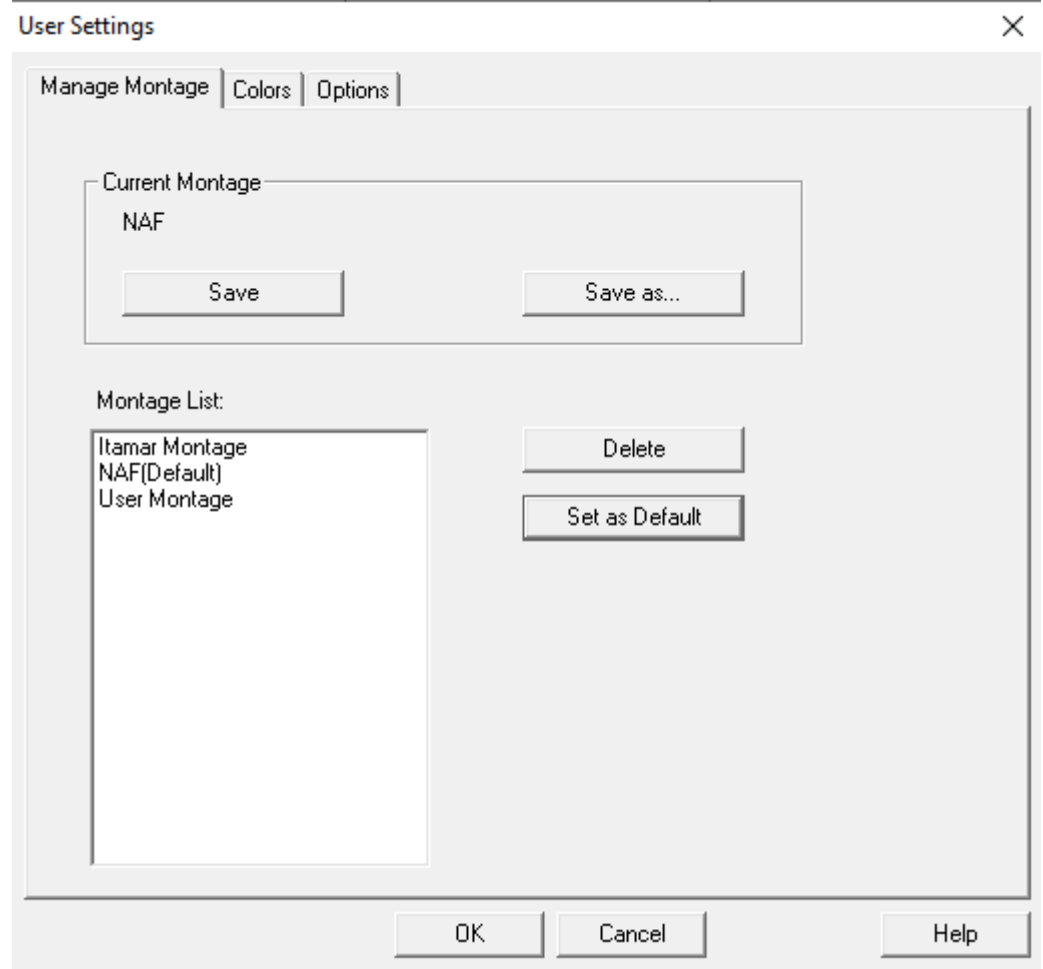 User Settings
Manage Montage Colors Options
Current Montage
NAF
Save Save as...
Montage List:
Itamar Montage
NAF(Default)
User Montage
Delete
Set as Default
OK Cancel Help